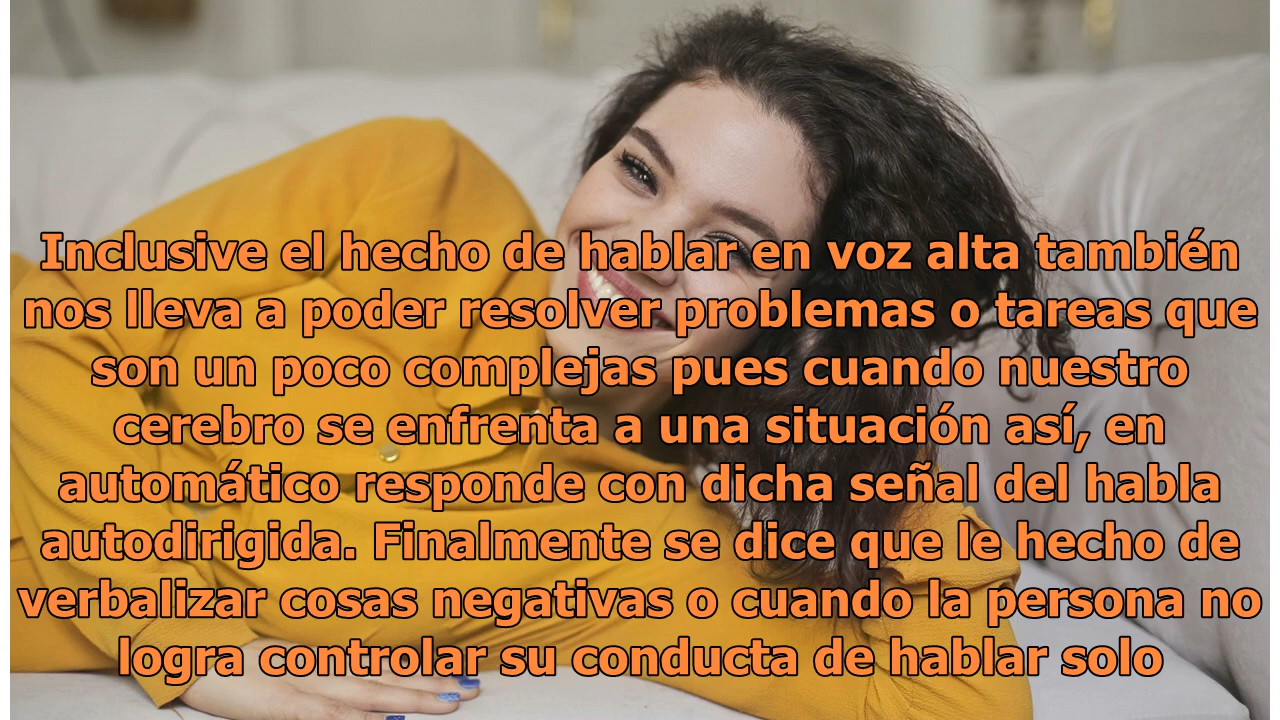 Inclusive el hecho de hablar en voz alta también
nos lleva a poder resolver problemas o tareas que
son un poco complejas pues cuando nuestro
cerebro se enfrenta a una situación así, en
automático responde con dicha señal del habla
autodirigida. Finalmente se dice que le hecho de
verbalizar cosas negativas o cuando la persona no
logra controlar su conducta de hablar solo